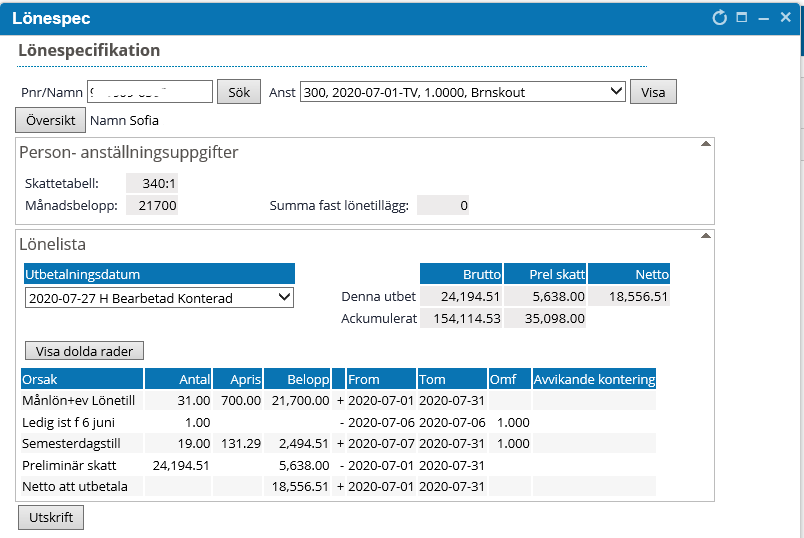 Lönespec
Lönespecifikation
Pnr/Namn Sök Anst 300, 2020-07-01-TV, 1.0000, Brnskout Visa
Översikt Namn Sofia
Person- anställningsuppgifter
Skattetabell: 340:1
Månadsbelopp: 21700 Summa fast lönetillägg: 0
Lönelista
Utbetalningsdatum Brutto Prel skatt Netto
2020-07-27 H Bearbetad Konterad Denna utbet 24,194.51 5,638.00 18,556.51
Ackumulerat 154,114.53 35,098.00
Visa dolda rader
Orsak Antal Apris Belopp From Tom Omf Avvikande kontering
Månlön+ev Lönetill 31.00 700.00 21,700.00 + 2020-07-01 2020-07-31
Ledig ist f 6 juni 1.00 - 2020-07-06 2020-07-06 1.000
Semesterdagstill 19.00 131.29 2,494.51 + 2020-07-07 2020-07-31 1.000
Preliminär skatt 24,194.51 5,638.00 - 2020-07-01 2020-07-31
Netto att utbetala 18,556.51 + 2020-07-01 2020-07-31
Utskrift